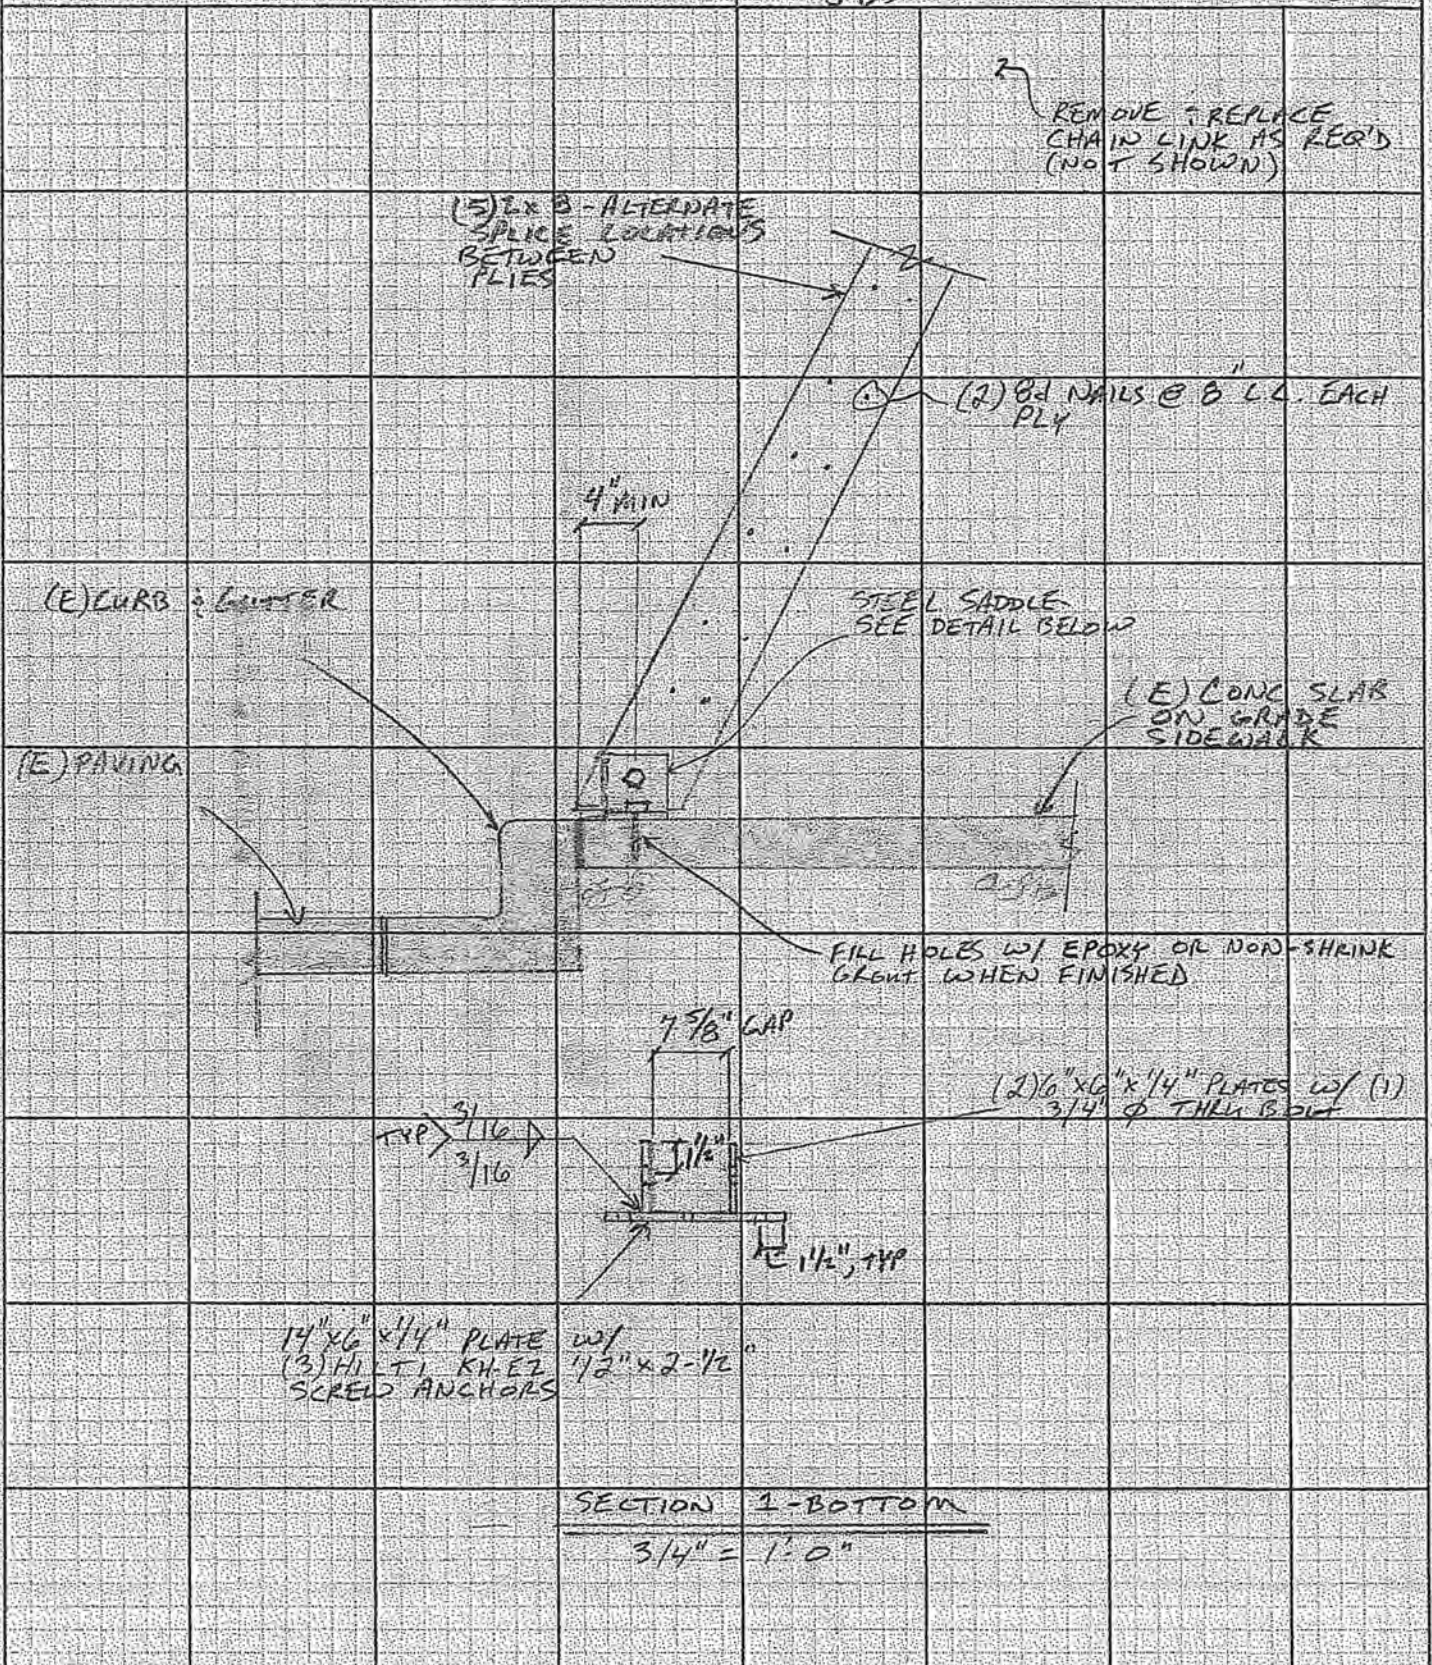 2
REMOVE & REPLACE
CHAIN LINK AS REQ'D
(NOT SHOWN)
(5) 2x8 - ALTERNATE
SPLICE LOCATIONS
BETWEEN
PLIES
(2) 8d NAILS @ 8" C.C. EACH
PLY
4" MIN
(E) CURB & GUTTER
STEEL SADDLE
SEE DETAIL BELOW
(E) CONC SLAB
ON GRADE
SIDEWALK
(E) PAVING
FILL HOLES W/ EPOXY OR NON-SHRINK
GROUT WHEN FINISHED
7 5/8" GAP
(2) 6"x6"x1/4" PLATES W/ (1)
3/4" Φ THRU BOLT
TYP 3/16
3/16
1 1/2"
1 1/2", TYP
14"x6"x1/4" PLATE W/
(3) HILTI KH-EZ 1/2"x2-1/2"
SCREW ANCHORS
SECTION 1-BOTTOM
3/4" = 1'-0"